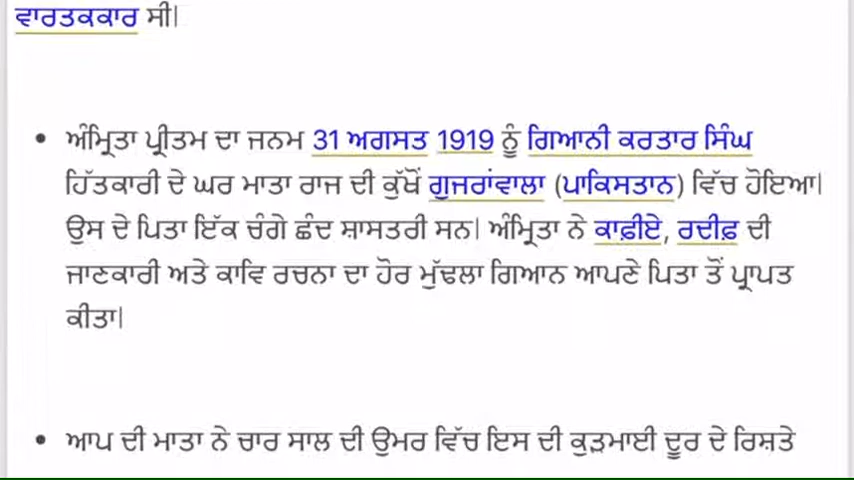 ਵਾਰਤਕਕਾਰ ਸੀ।
• ਅੰਮ੍ਰਿਤਾ ਪ੍ਰੀਤਮ ਦਾ ਜਨਮ 31 ਅਗਸਤ 1919 ਨੂੰ ਗਿਆਨੀ ਕਰਤਾਰ ਸਿੰਘ
ਹਿੱਤਕਾਰੀ ਦੇ ਘਰ ਮਾਤਾ ਰਾਜ ਦੀ ਕੁੱਖੋਂ ਗੁਜਰਾਂਵਾਲਾ (ਪਾਕਿਸਤਾਨ) ਵਿੱਚ ਹੋਇਆ।
ਉਸ ਦੇ ਪਿਤਾ ਇੱਕ ਚੰਗੇ ਛੰਦ ਸ਼ਾਸਤਰੀ ਸਨ। ਅੰਮ੍ਰਿਤਾ ਨੇ ਕਾਫ਼ੀਏ, ਰਦੀਫ਼ ਦੀ
ਜਾਣਕਾਰੀ ਅਤੇ ਕਾਵਿ ਰਚਨਾ ਦਾ ਹੋਰ ਮੁੱਢਲਾ ਗਿਆਨ ਆਪਣੇ ਪਿਤਾ ਤੋਂ ਪ੍ਰਾਪਤ
ਕੀਤਾ।
• ਆਪ ਦੀ ਮਾਤਾ ਨੇ ਚਾਰ ਸਾਲ ਦੀ ਉਮਰ ਵਿੱਚ ਇਸ ਦੀ ਕੁੜਮਾਈ ਦੂਰ ਦੇ ਰਿਸ਼ਤੇ